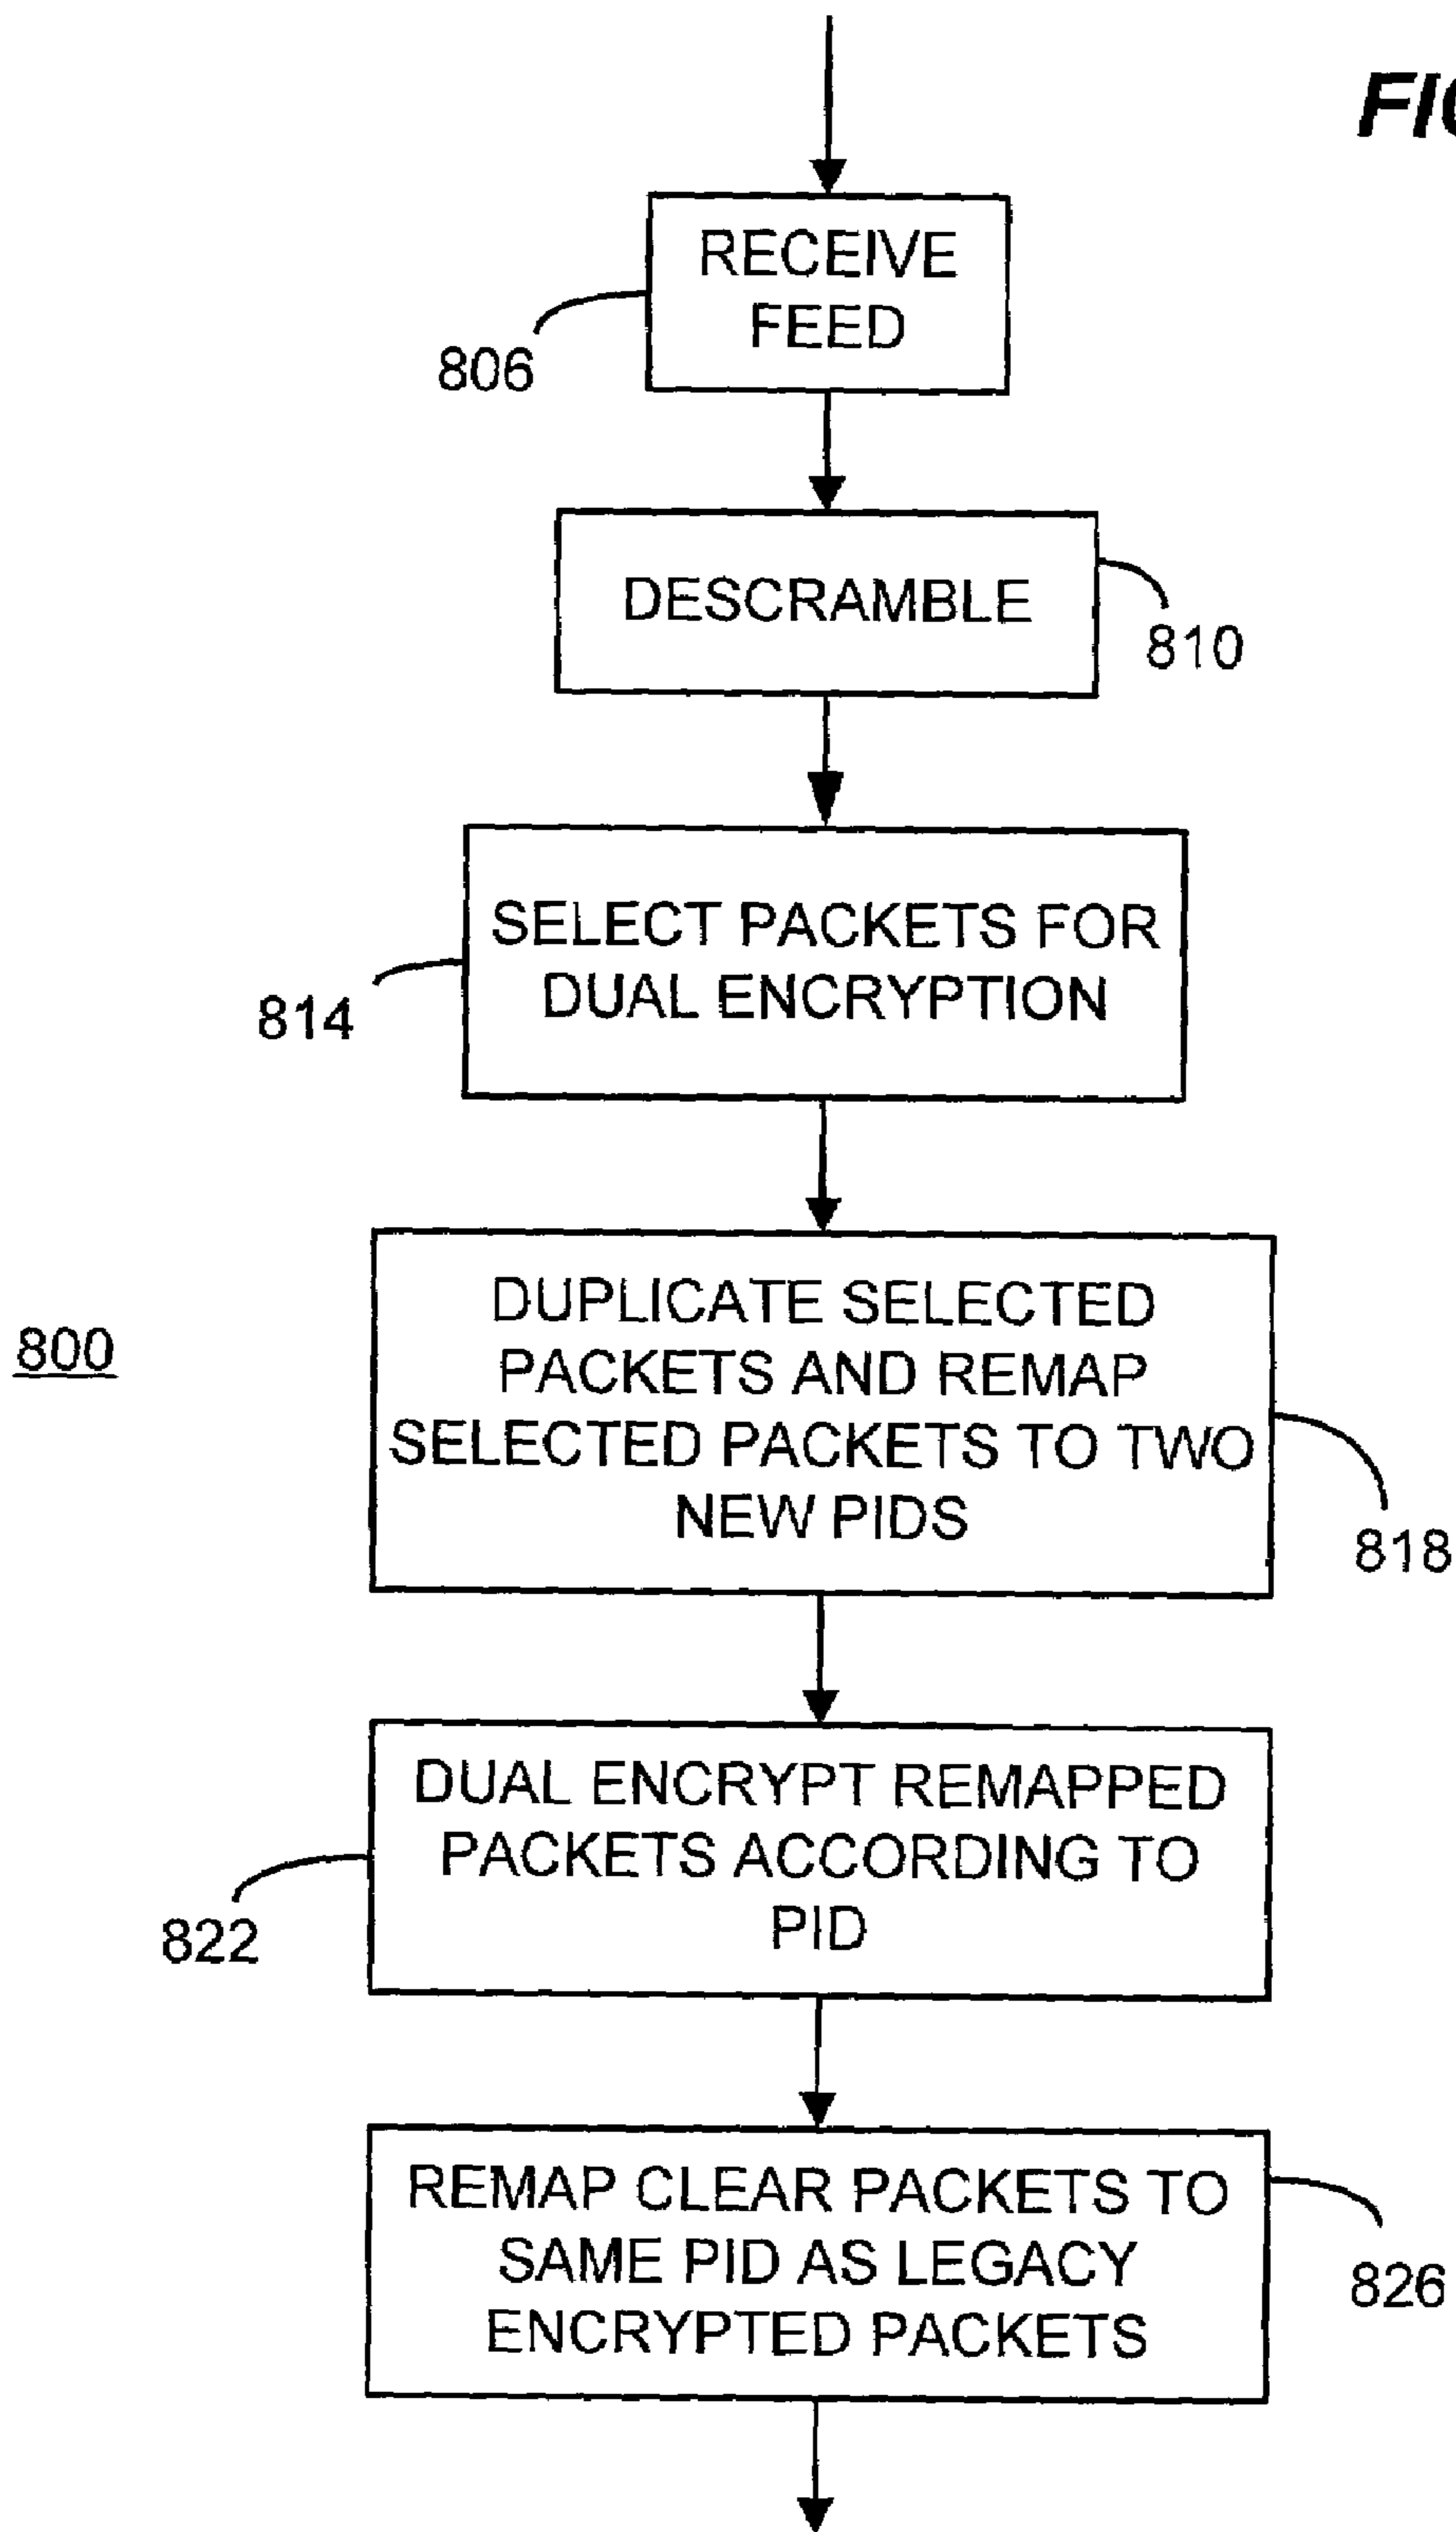 RECEIVE
FEED
806
DESCRAMBLE
810
SELECT PACKETS FOR
DUAL ENCRYPTION
814
DUPLICATE SELECTED
PACKETS AND REMAP
SELECTED PACKETS TO TWO
NEW PIDS
800
818
DUAL ENCRYPT REMAPPED
PACKETS ACCORDING TO
PID
822
REMAP CLEAR PACKETS TO
SAME PID AS LEGACY
ENCRYPTED PACKETS
826